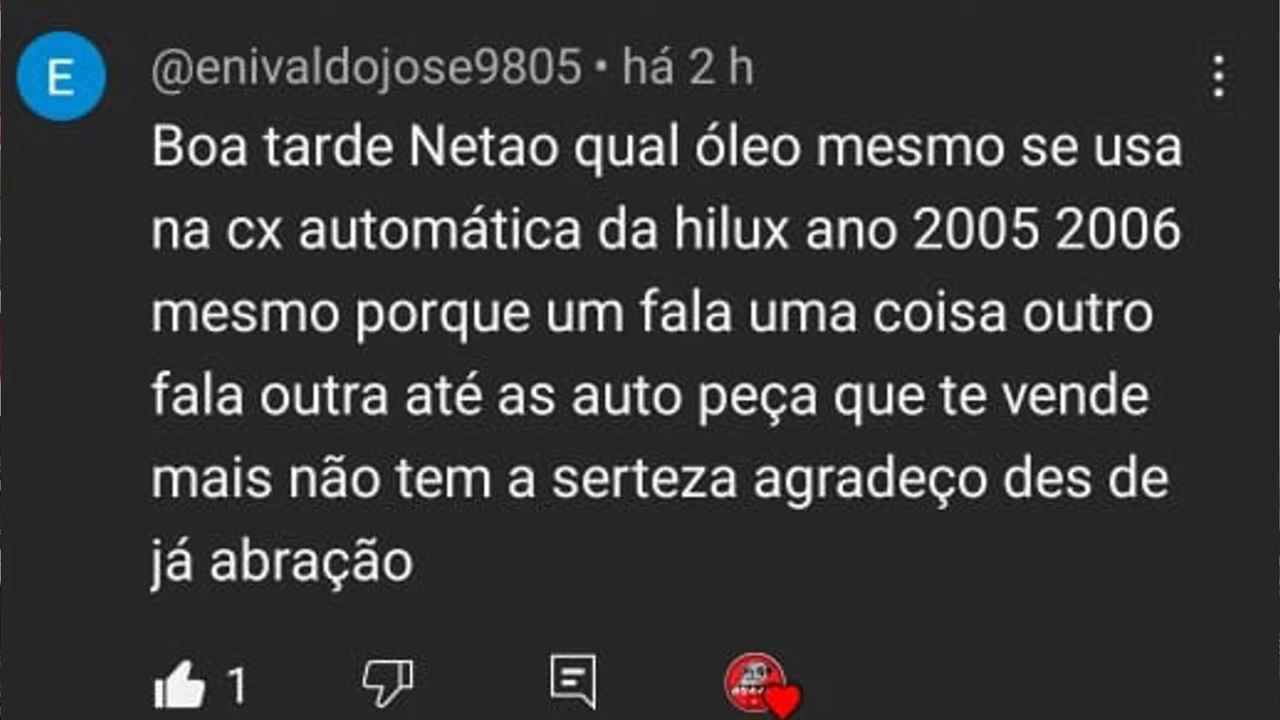 E
@enivaldojose9805 • há 2 h
Boa tarde Netao qual óleo mesmo se usa
na cx automática da hilux ano 2005 2006
mesmo porque um fala uma coisa outro
fala outra até as auto peça que te vende
mais não tem a serteza agradeço des de
já abração
1